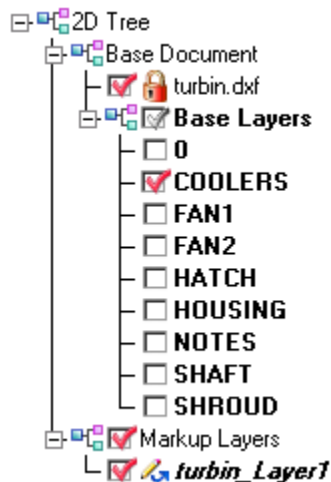 2D Tree
Base Document
turbin.dxf
Base Layers
0
COOLERS
FAN1
FAN2
HATCH
HOUSING
NOTES
SHAFT
SHROUD
Markup Layers
turbin_Layer1